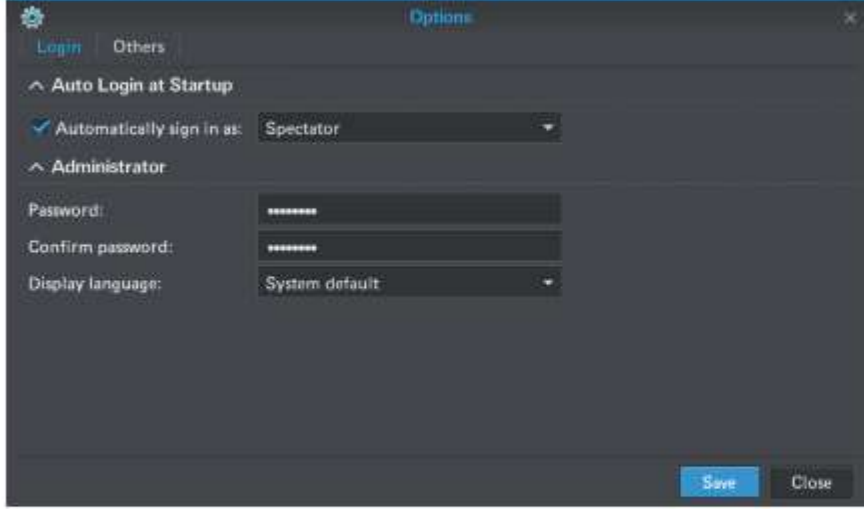 Options
Login Others
Auto Login at Startup
Automatically sign in as: Spectator
Administrator
Password: ••••••••
Confirm password: ••••••••
Display language: System default
Save Close